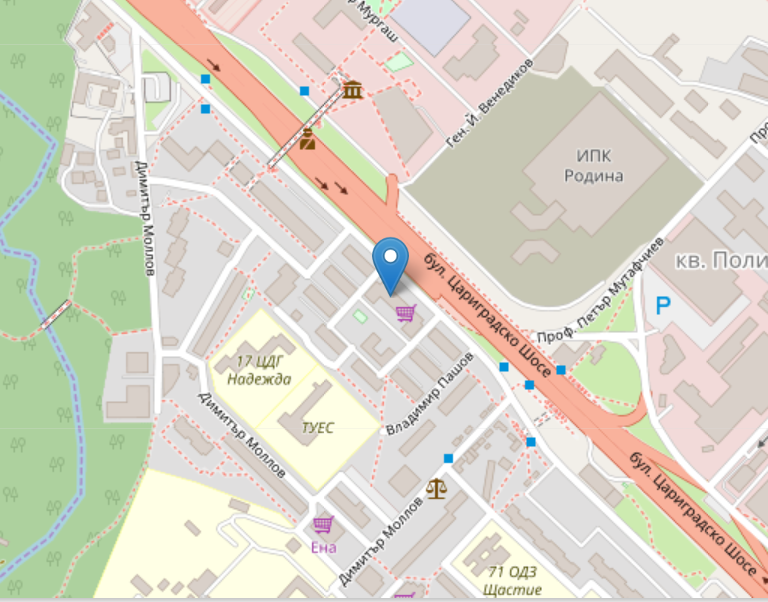 р Мургаш
Ген. Й. Венедиков
Про
ИПК
Родина
Димитър Моллов
бул. Цариградско Шосе
кв. Поли
Проф. Петър Мутафчиев
P
17 ЦДГ
Надежда
ТУЕС
Владимир Пашов
Димитър Моллов
бул. Цариградско Шосе
Димитър Моллов
Ена
71 ОДЗ
Щастие